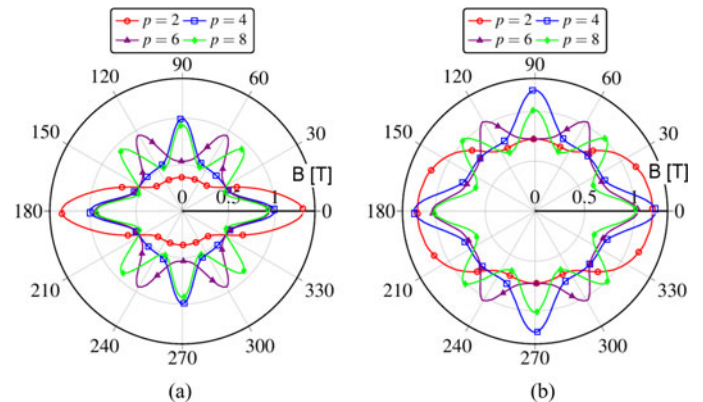 p = 2 p = 4
p = 6 p = 8
90
120 60
150 30
B [T]
180 0 0.5 1 0
210 330
240 300
270
(a)
p = 2 p = 4
p = 6 p = 8
90
120 60
150 30
B [T]
180 0 0.5 1 0
210 330
240 300
270
(b)